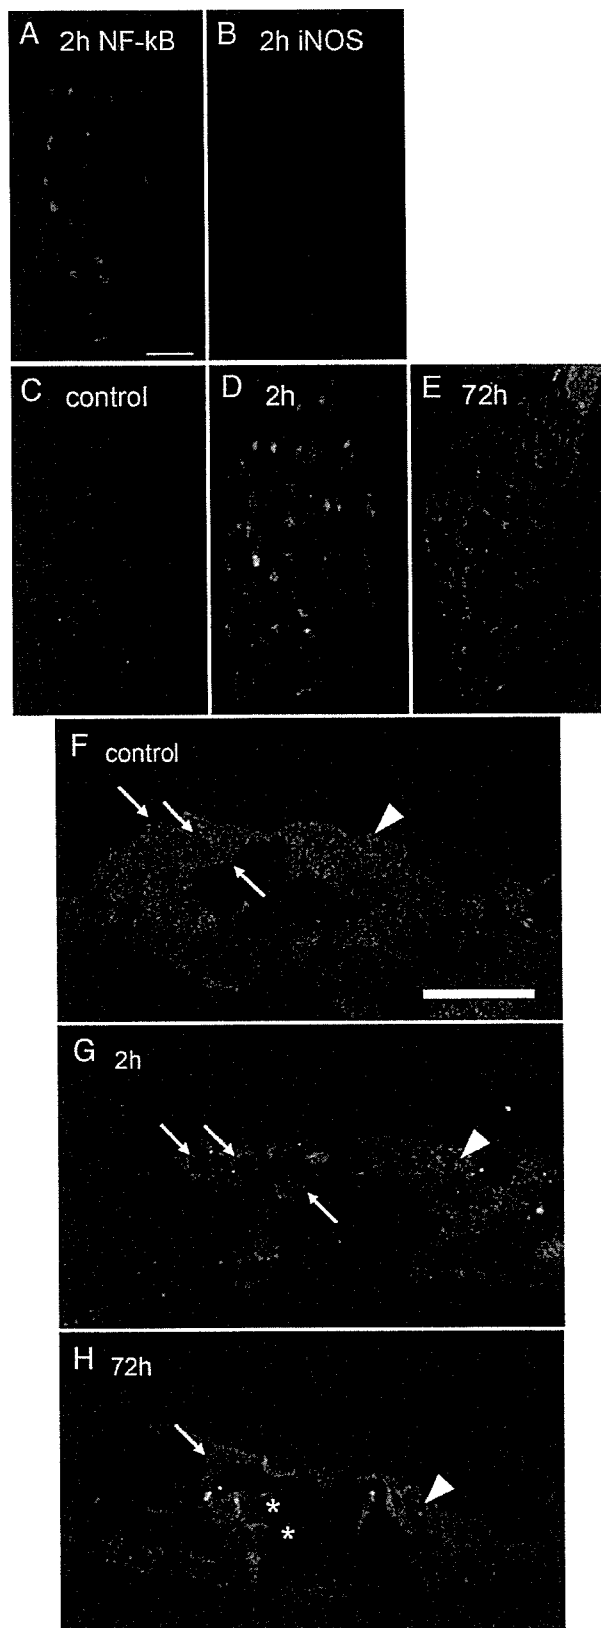 A 2h NF-kB
B 2h iNOS
C control
D 2h
E 72h
F control
G 2h
H 72h
*
*